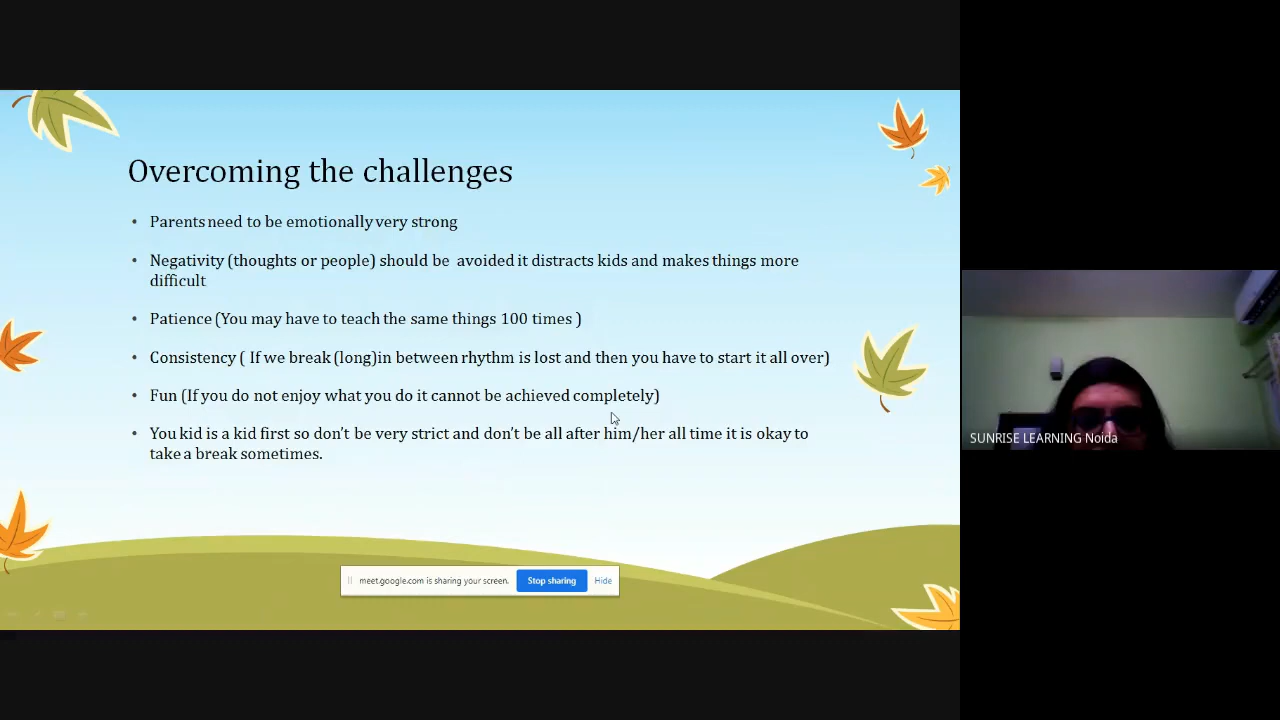 Overcoming the challenges
• Parents need to be emotionally very strong
• Negativity (thoughts or people) should be avoided it distracts kids and makes things more
difficult
• Patience (You may have to teach the same things 100 times )
• Consistency ( If we break (long)in between rhythm is lost and then you have to start it all over)
• Fun (If you do not enjoy what you do it cannot be achieved completely)
• You kid is a kid first so don't be very strict and don't be all after him/her all time it is okay to
take a break sometimes.
meet.google.com is sharing your screen. Stop sharing Hide
SUNRISE LEARNING Noida